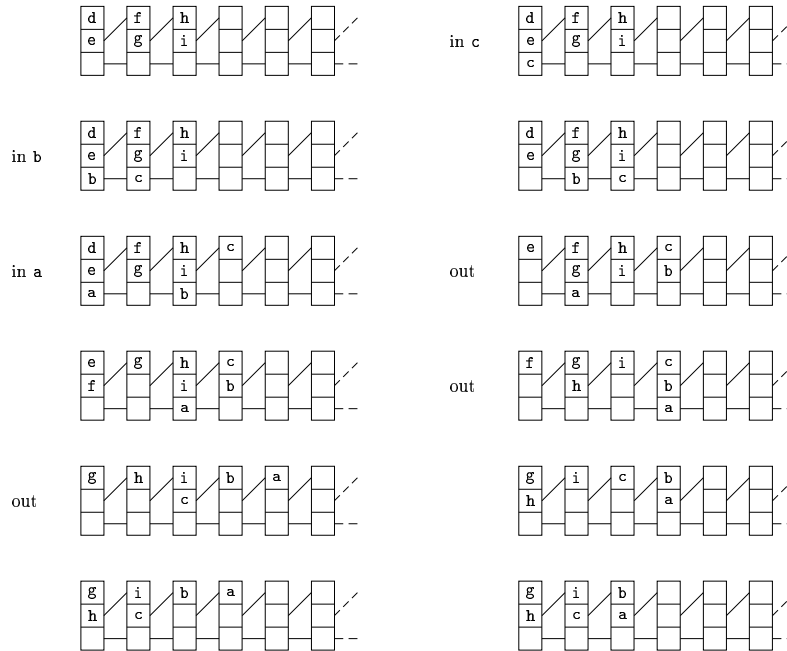 d f h d f h
e g i in c e g i
c
d f h d f h
in b e g i e g i
b c b c
d f h c e f h c
in a e g i out g i b
a b a
e g h c f g i c
f i b out h b
a a
g h i b a g i c b
out c h a
g i b a g i b
h c h c a